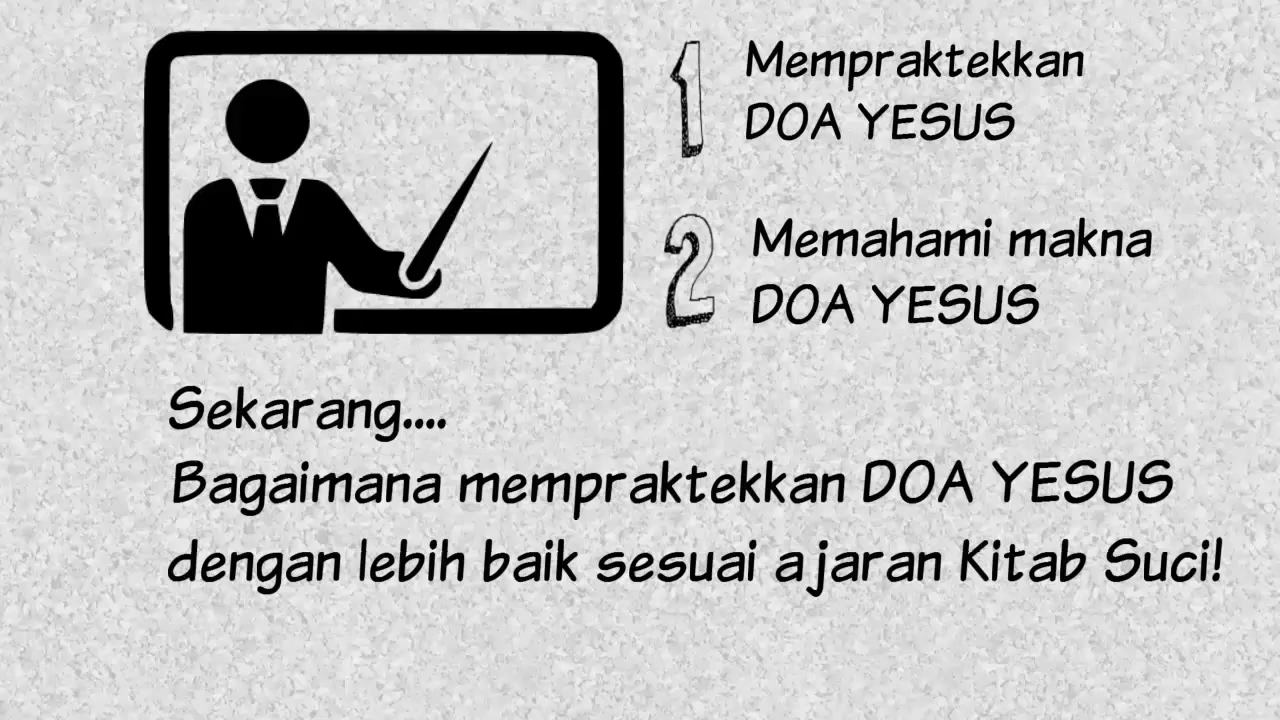 1 Mempraktekkan
DOA YESUS
2 Memahami makna
DOA YESUS
Sekarang....
Bagaimana mempraktekkan DOA YESUS
dengan lebih baik sesuai ajaran Kitab Suci!